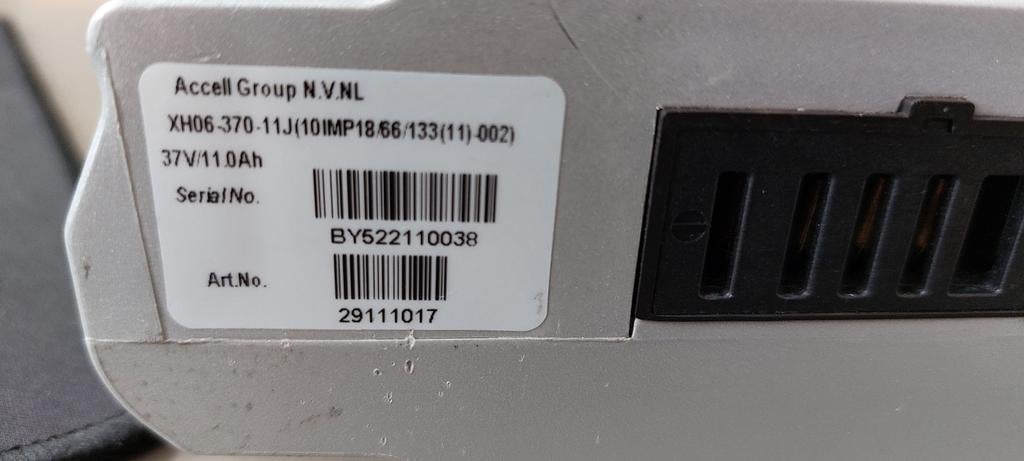 Accell Group N.V.NL
XH06-370-11J(10IMP18/66/133(11)-002)
37V/11.0Ah
Serial No.
BY522110038
Art.No.
29111017